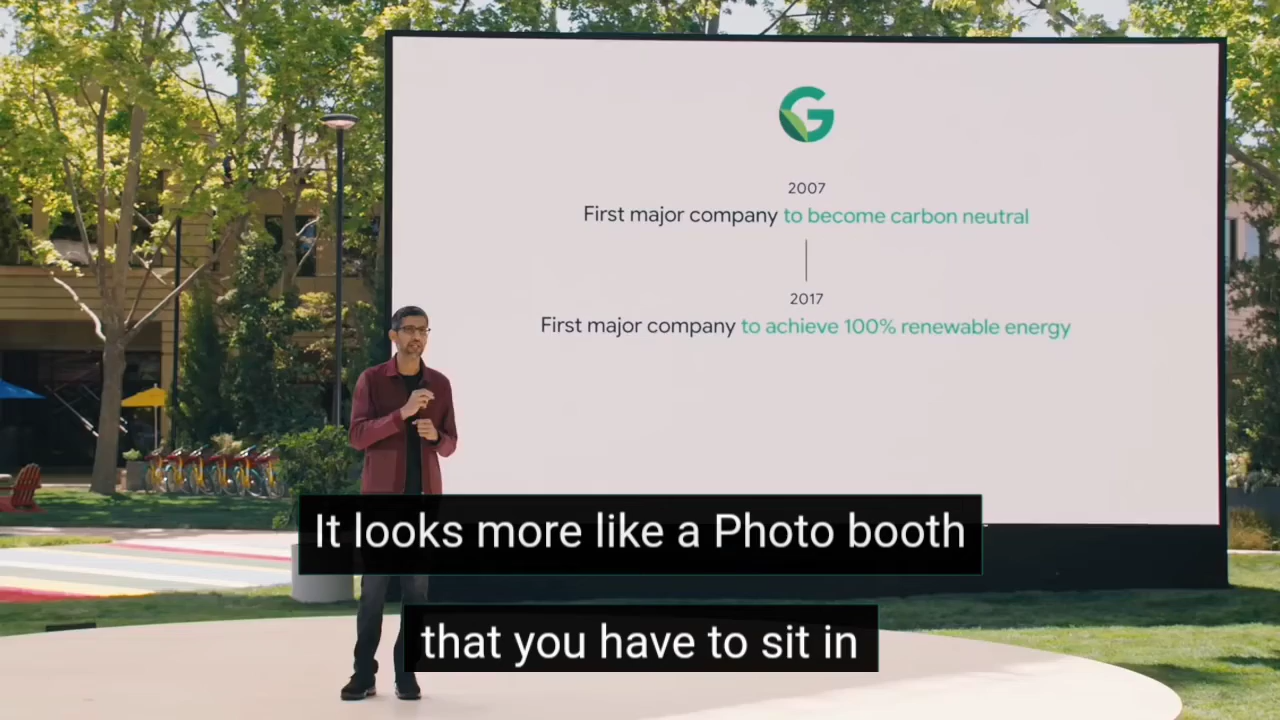 G
2007
First major company to become carbon neutral
2017
First major company to achieve 100% renewable energy
It looks more like a Photo booth
that you have to sit in